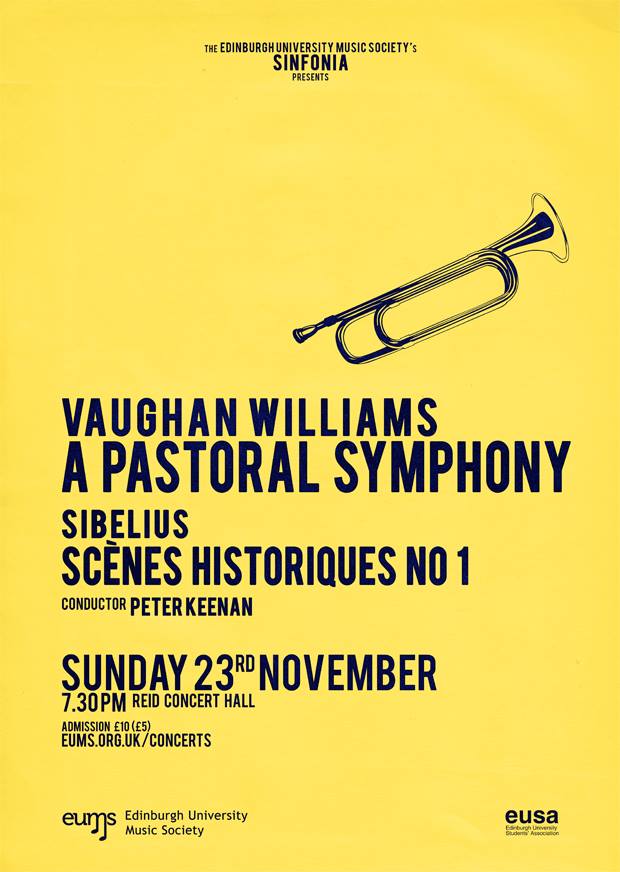 THE EDINBURGH UNIVERSITY MUSIC SOCIETY'S
SINFONIA
PRESENTS
VAUGHAN WILLIAMS
A PASTORAL SYMPHONY
SIBELIUS
SCÈNES HISTORIQUES NO 1
CONDUCTOR PETER KEENAN
SUNDAY 23RD NOVEMBER
7.30PM REID CONCERT HALL
ADMISSION £10 (£5)
EUMS.ORG.UK/CONCERTS
eums Edinburgh University
Music Society
eusa
Edinburgh University
Students' Association